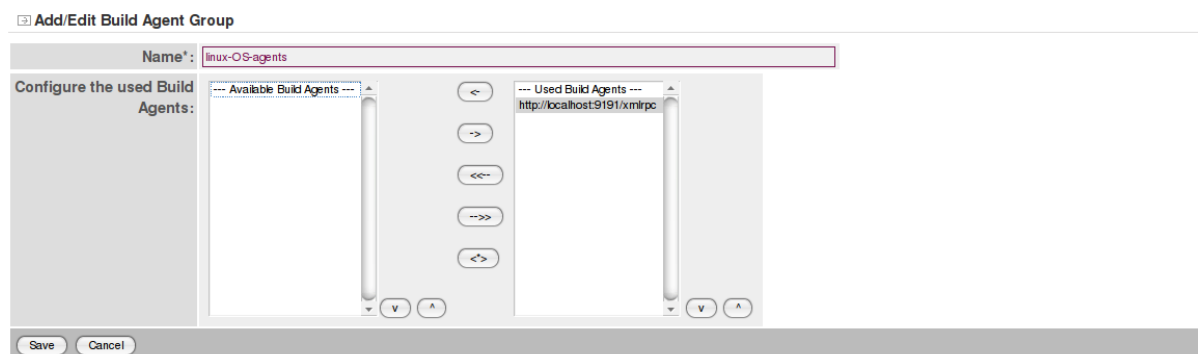 Add/Edit Build Agent Group
Name*: linux-OS-agents
Configure the used Build Agents:
--- Available Build Agents ---
<-
->
<<--
-->>
<*>
--- Used Build Agents ---
http://localhost:9191/xmlrpc
v ^
v ^
Save Cancel